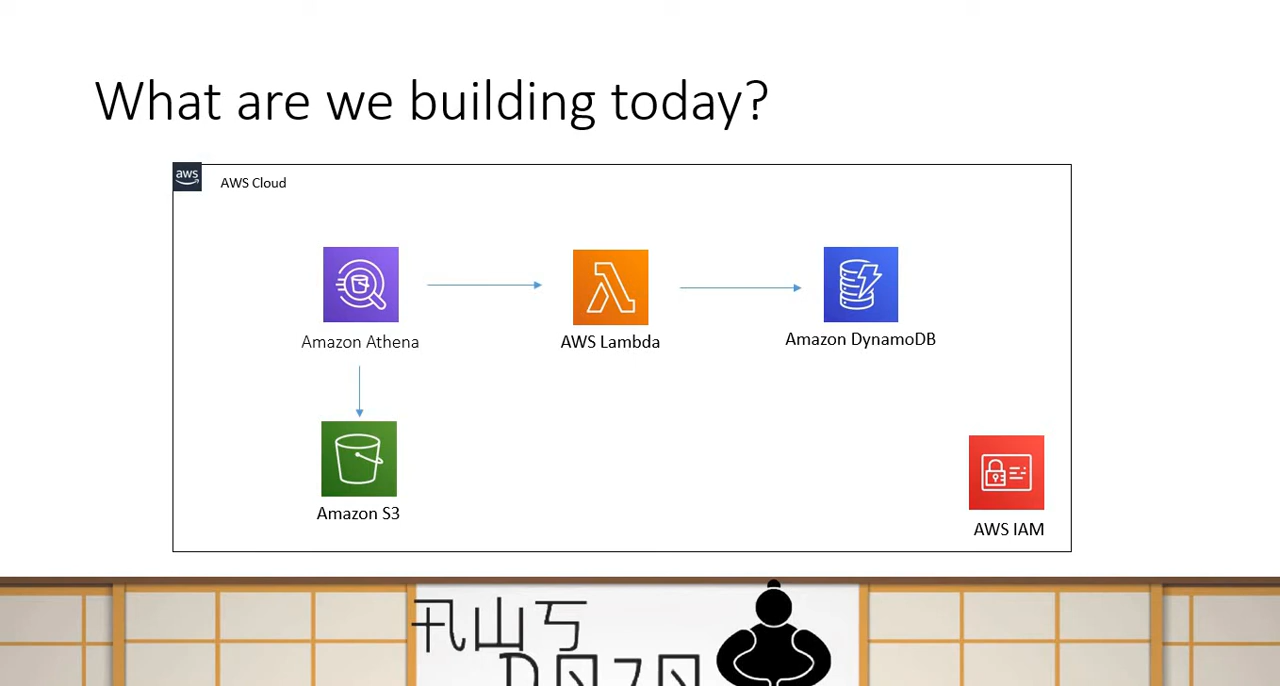 What are we building today?
aws
AWS Cloud
Amazon Athena
AWS Lambda
Amazon DynamoDB
Amazon S3
AWS IAM